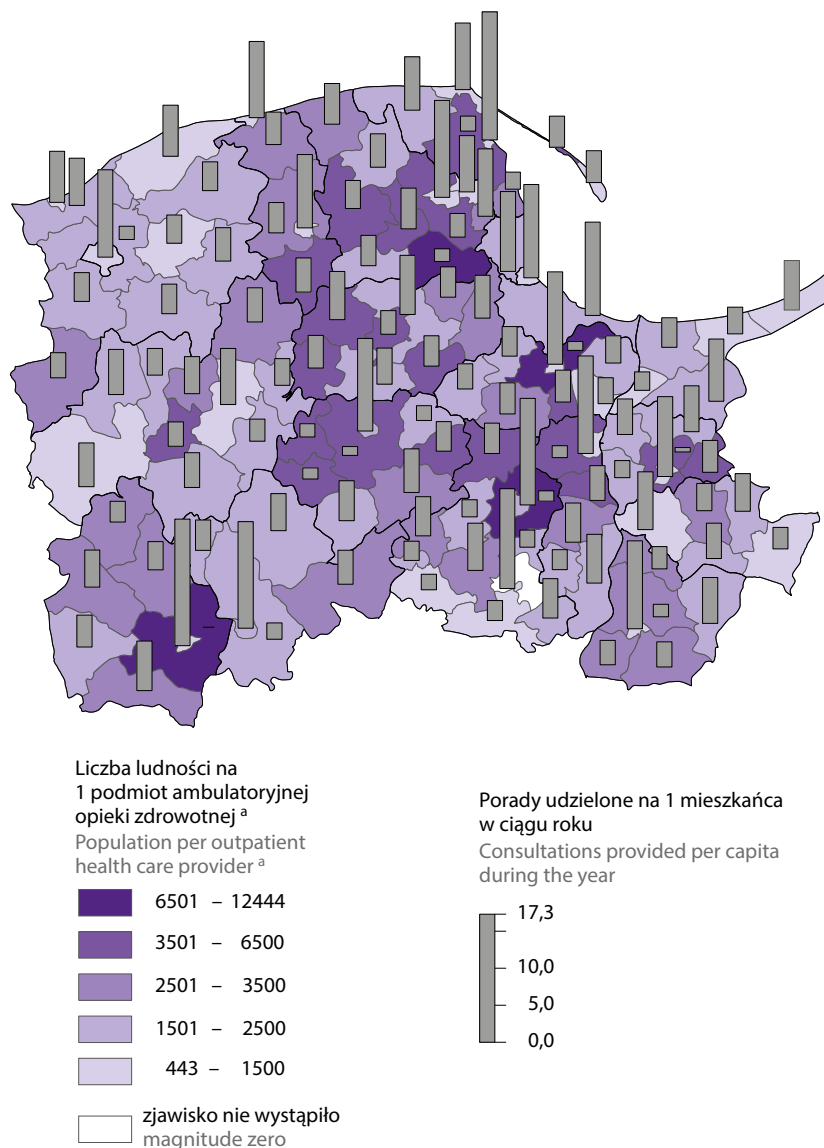 Liczba ludności na
1 podmiot ambulatoryjnej
opieki zdrowotnej ª
Population per outpatient
health care provider ª
6501 – 12444
3501 – 6500
2501 – 3500
1501 – 2500
443 – 1500
zjawisko nie wystąpiło
magnitude zero
Porady udzielone na 1 mieszkańca
w ciągu roku
Consultations provided per capita
during the year
17,3
10,0
5,0
0,0